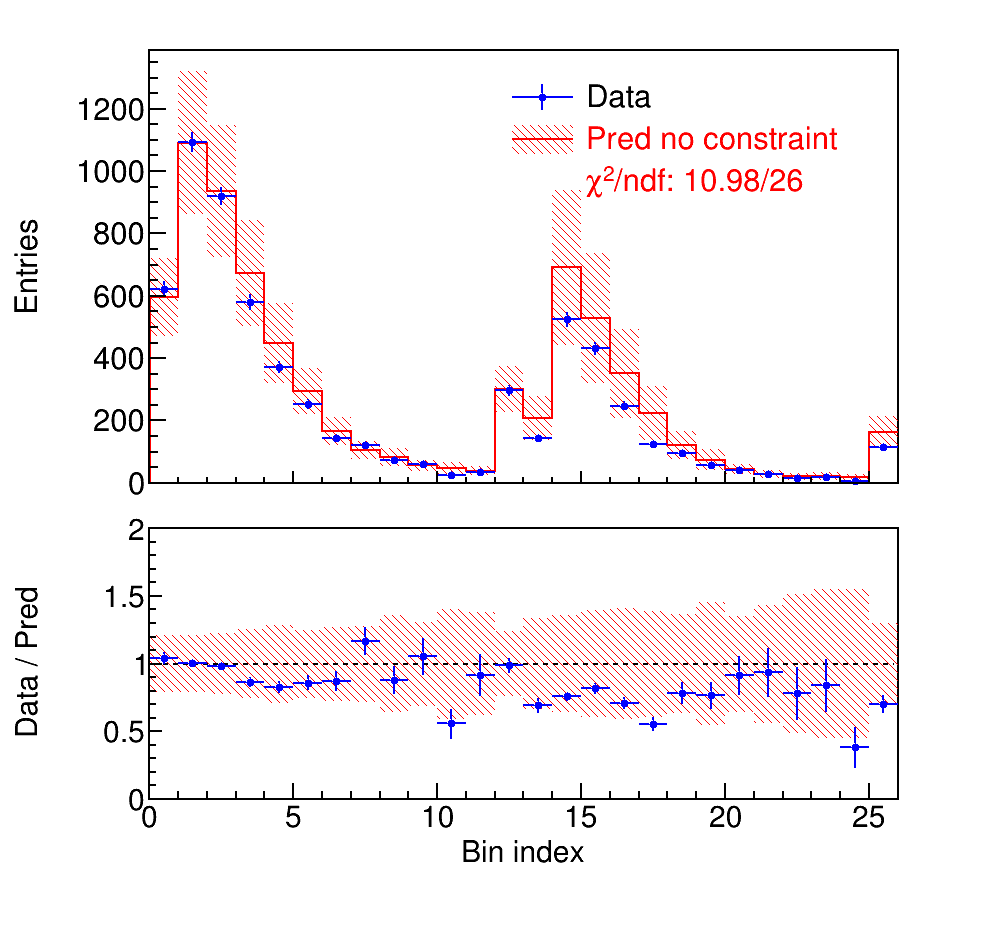 Entries
1200
1000
800
600
400
200
0
Data
Pred no constraint
χ²/ndf: 10.98/26
Data / Pred
2
1.5
1
0.5
0
0 5 10 15 20 25
Bin index